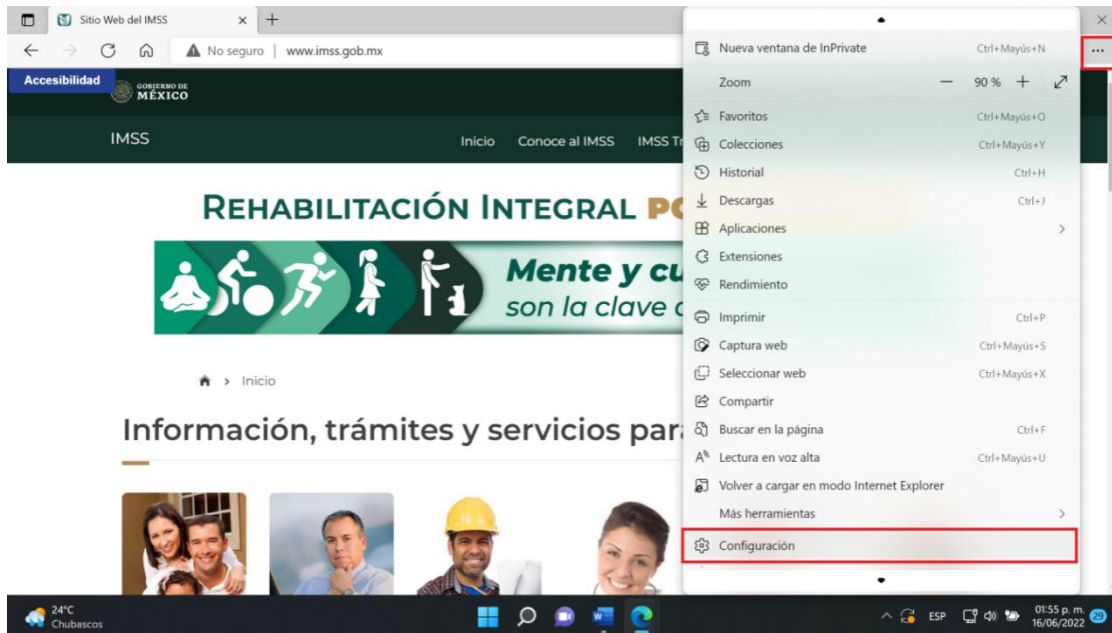 Sitio Web del IMSS
No seguro | www.imss.gob.mx
Accesibilidad
GOBIERNO DE
MÉXICO
IMSS
Inicio Conoce al IMSS IMSS Tr
REHABILITACIÓN INTEGRAL
Mente y cu
son la clave
Inicio
Información, trámites y servicios par
Nueva ventana de InPrivate Ctrl+Mayús+N
Zoom — 90 % +
Favoritos Ctrl+Mayús+O
Colecciones Ctrl+Mayús+Y
Historial Ctrl+H
Descargas Ctrl+J
Aplicaciones
Extensiones
Rendimiento
Imprimir Ctrl+P
Captura web Ctrl+Mayús+S
Seleccionar web Ctrl+Mayús+X
Compartir
Buscar en la página Ctrl+F
Lectura en voz alta Ctrl+Mayús+U
Volver a cargar en modo Internet Explorer
Más herramientas
Configuración
24°C
Chubascos
ESP
01:55 p. m.
16/06/2022
29